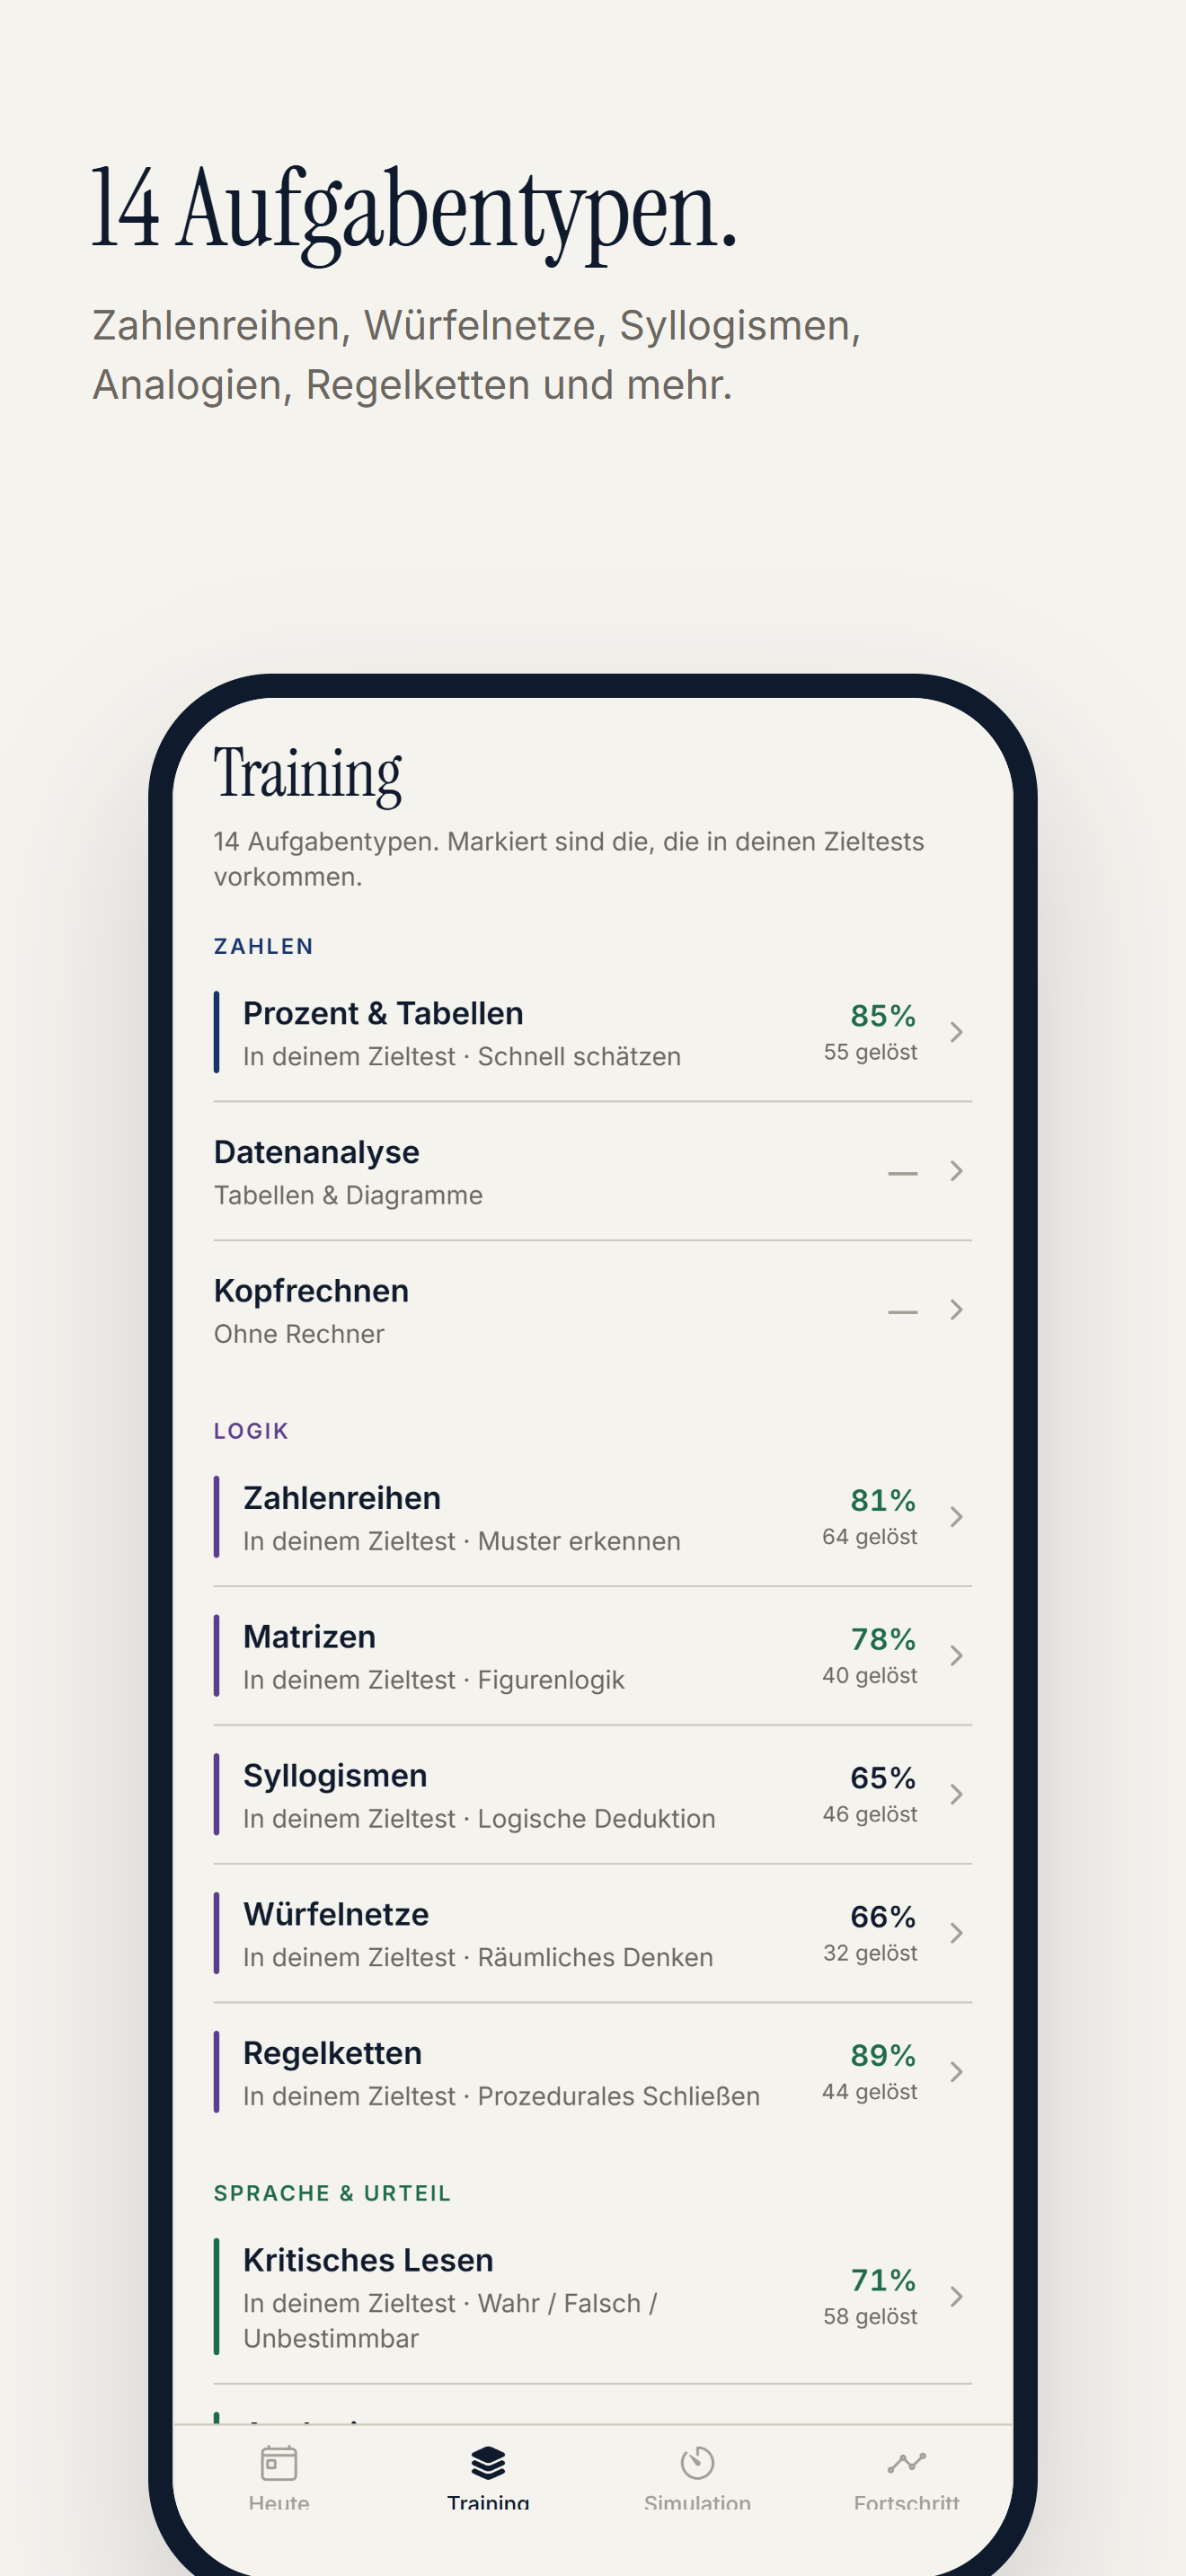 14 Aufgabentypen.
Zahlenreihen, Würfelnetze, Syllogismen,
Analogien, Regelketten und mehr.
Training
14 Aufgabentypen. Markiert sind die, die in deinen Zieltests
vorkommen.
ZAHLEN
Prozent & Tabellen
85%
In deinem Zieltest · Schnell schätzen
55 gelöst
Datenanalyse
—
Tabellen & Diagramme
Kopfrechnen
—
Ohne Rechner
LOGIK
Zahlenreihen
81%
In deinem Zieltest · Muster erkennen
64 gelöst
Matrizen
78%
In deinem Zieltest · Figurenlogik
40 gelöst
Syllogismen
65%
In deinem Zieltest · Logische Deduktion
46 gelöst
Würfelnetze
66%
In deinem Zieltest · Räumliches Denken
32 gelöst
Regelketten
89%
In deinem Zieltest · Prozedurales Schließen
44 gelöst
SPRACHE & URTEIL
Kritisches Lesen
71%
In deinem Zieltest · Wahr / Falsch /
Unbestimmbar
58 gelöst
Heute
Training
Simulation
Fortschritt